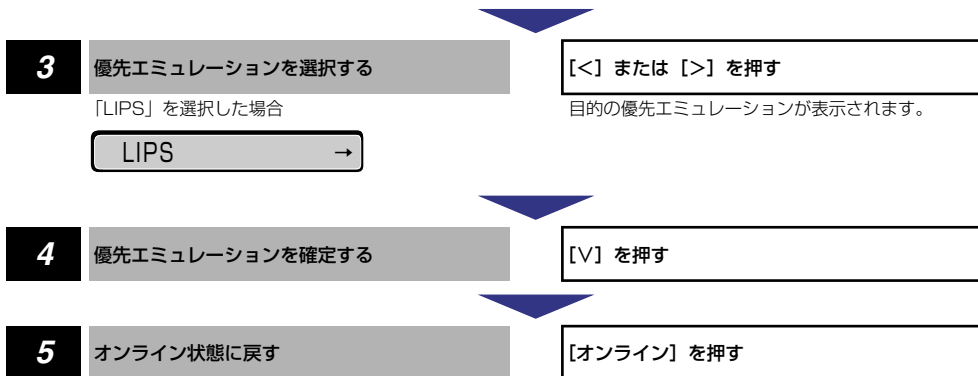 3 優先エミュレーションを選択する [<] または [>] を押す
「LIPS」を選択した場合 目的の優先エミュレーションが表示されます。
LIPS →
4 優先エミュレーションを確定する [∨] を押す
5 オンライン状態に戻す [オンライン] を押す